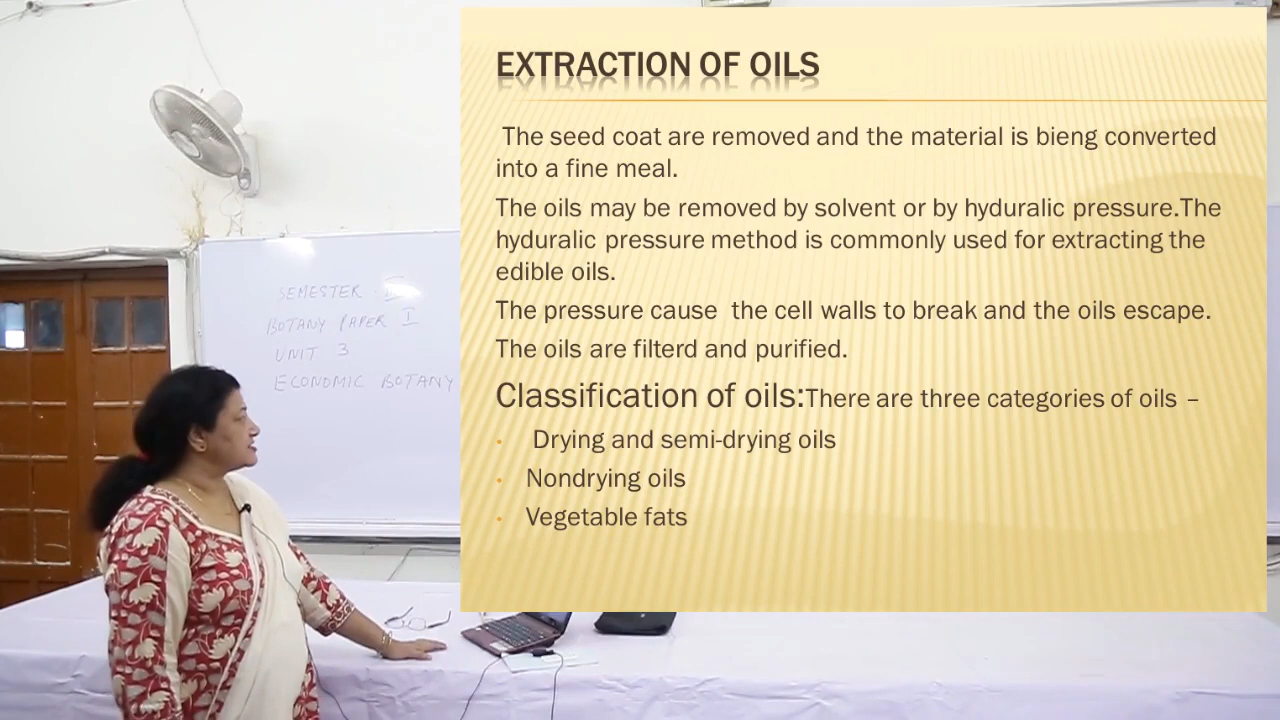 EXTRACTION OF OILS
The seed coat are removed and the material is bieng converted
into a fine meal.
The oils may be removed by solvent or by hyduralic pressure.The
hyduralic pressure method is commonly used for extracting the
edible oils.
The pressure cause the cell walls to break and the oils escape.
The oils are filterd and purified.
Classification of oils:There are three categories of oils –
• Drying and semi-drying oils
• Nondrying oils
• Vegetable fats
SEMESTER
BOTANY PAPER I
UNIT 3
ECONOMIC BOTANY